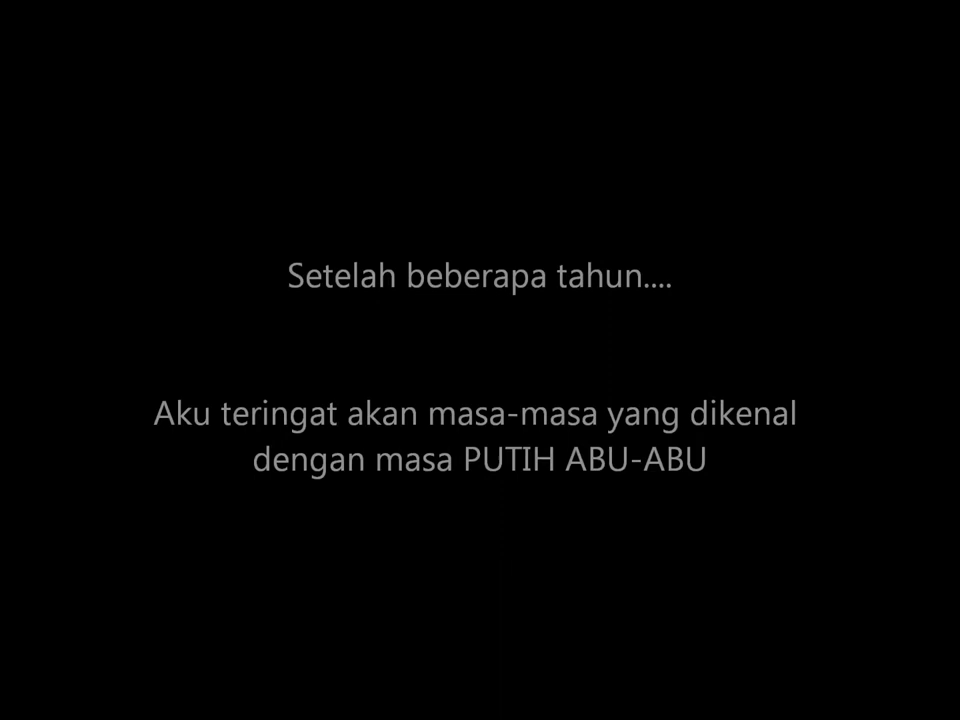 Setelah beberapa tahun....
Aku teringat akan masa-masa yang dikenal
dengan masa PUTIH ABU-ABU